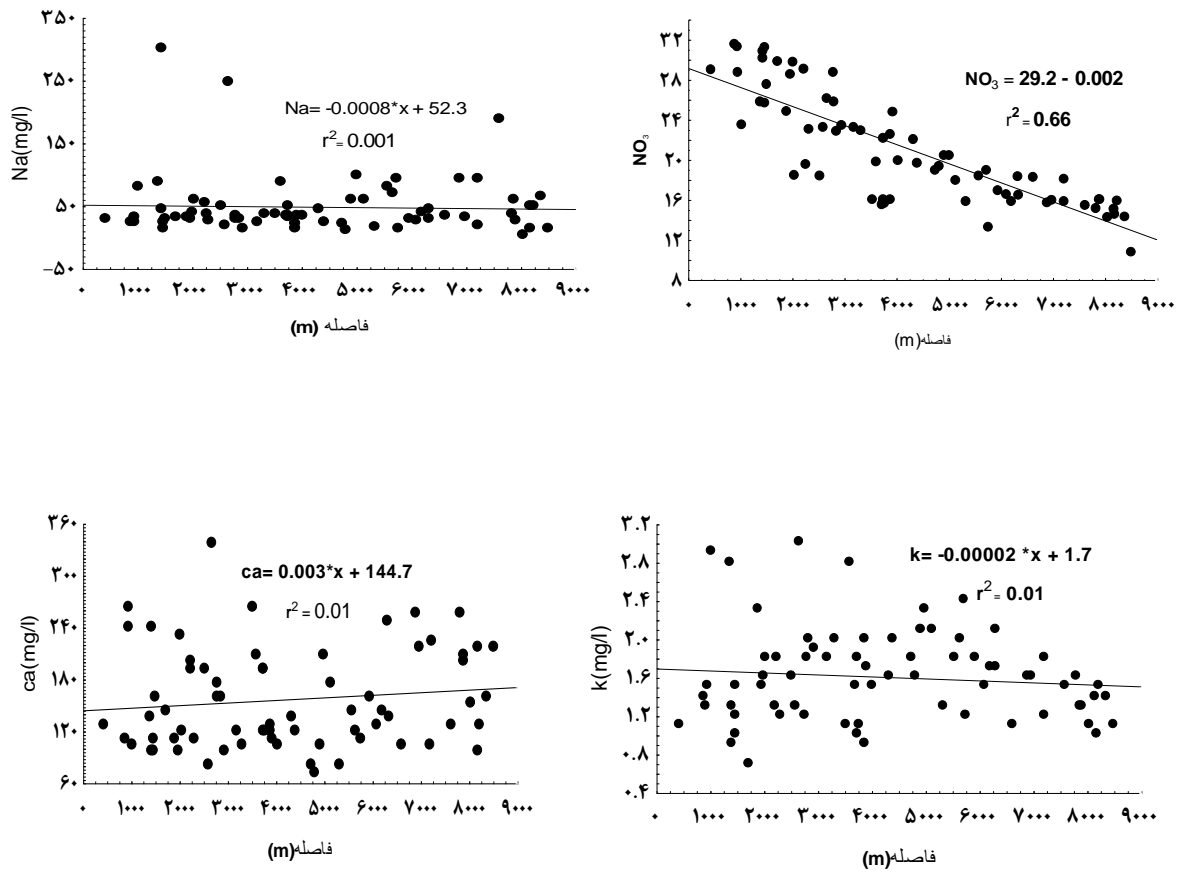 ۳۵۰
۲۵۰
۱۵۰
۵۰
−۵۰
Na(mg/l)
Na= -0.0008*x + 52.3
r² = 0.001
۰ ۱۰۰۰ ۲۰۰۰ ۳۰۰۰ ۴۰۰۰ ۵۰۰۰ ۶۰۰۰ ۷۰۰۰ ۸۰۰۰ ۹۰۰۰
فاصله (m)
۳۲
۲۸
۲۴
۲۰
۱۶
۱۲
۸
NO₃
NO₃ = 29.2 - 0.002
r² = 0.66
۰ ۱۰۰۰ ۲۰۰۰ ۳۰۰۰ ۴۰۰۰ ۵۰۰۰ ۶۰۰۰ ۷۰۰۰ ۸۰۰۰ ۹۰۰۰
فاصله(m)
۳۶۰
۳۰۰
۲۴۰
۱۸۰
۱۲۰
۶۰
ca(mg/l)
ca= 0.003*x + 144.7
r² = 0.01
۰ ۱۰۰۰ ۲۰۰۰ ۳۰۰۰ ۴۰۰۰ ۵۰۰۰ ۶۰۰۰ ۷۰۰۰ ۸۰۰۰ ۹۰۰۰
فاصله(m)
۳.۲
۲.۸
۲.۴
۲.۰
۱.۶
۱.۲
۰.۸
۰.۴
k(mg/l)
k= -0.00002 *x + 1.7
r² = 0.01
۰ ۱۰۰۰ ۲۰۰۰ ۳۰۰۰ ۴۰۰۰ ۵۰۰۰ ۶۰۰۰ ۷۰۰۰ ۸۰۰۰ ۹۰۰۰
فاصله(m)